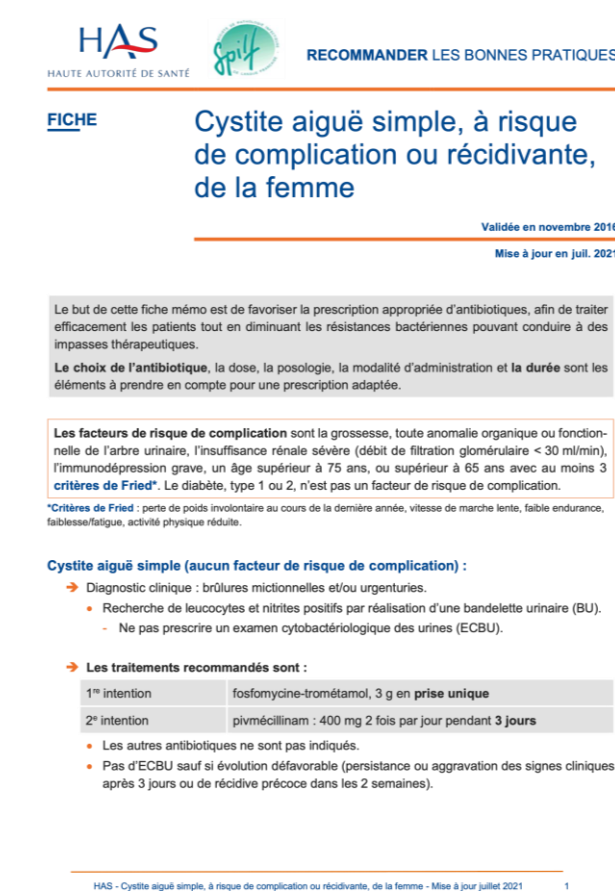 HAS
HAUTE AUTORITÉ DE SANTÉ
Spilf
RECOMMANDER LES BONNES PRATIQUES
FICHE
Cystite aiguë simple, à risque
de complication ou récidivante,
de la femme
Validée en novembre 2016
Mise à jour en juil. 2021
Le but de cette fiche mémo est de favoriser la prescription appropriée d’antibiotiques, afin de traiter
efficacement les patients tout en diminuant les résistances bactériennes pouvant conduire à des
impasses thérapeutiques.
Le choix de l’antibiotique, la dose, la posologie, la modalité d’administration et la durée sont les
éléments à prendre en compte pour une prescription adaptée.
Les facteurs de risque de complication sont la grossesse, toute anomalie organique ou fonction-
nelle de l’arbre urinaire, l’insuffisance rénale sévère (débit de filtration glomérulaire < 30 ml/min),
l’immunodépression grave, un âge supérieur à 75 ans, ou supérieur à 65 ans avec au moins 3
critères de Fried*. Le diabète, type 1 ou 2, n’est pas un facteur de risque de complication.
*Critères de Fried : perte de poids involontaire au cours de la dernière année, vitesse de marche lente, faible endurance,
faiblesse/fatigue, activité physique réduite.
Cystite aiguë simple (aucun facteur de risque de complication) :
➔ Diagnostic clinique : brûlures mictionnelles et/ou urgenturies.
• Recherche de leucocytes et nitrites positifs par réalisation d’une bandelette urinaire (BU).
- Ne pas prescrire un examen cytobactériologique des urines (ECBU).
➔ Les traitements recommandés sont :
1re intention fosfomycine-trométamol, 3 g en prise unique
2e intention pivmécillinam : 400 mg 2 fois par jour pendant 3 jours
• Les autres antibiotiques ne sont pas indiqués.
• Pas d’ECBU sauf si évolution défavorable (persistance ou aggravation des signes cliniques
après 3 jours ou de récidive précoce dans les 2 semaines).
HAS - Cystite aiguë simple, à risque de complication ou récidivante, de la femme - Mise à jour juillet 2021 1